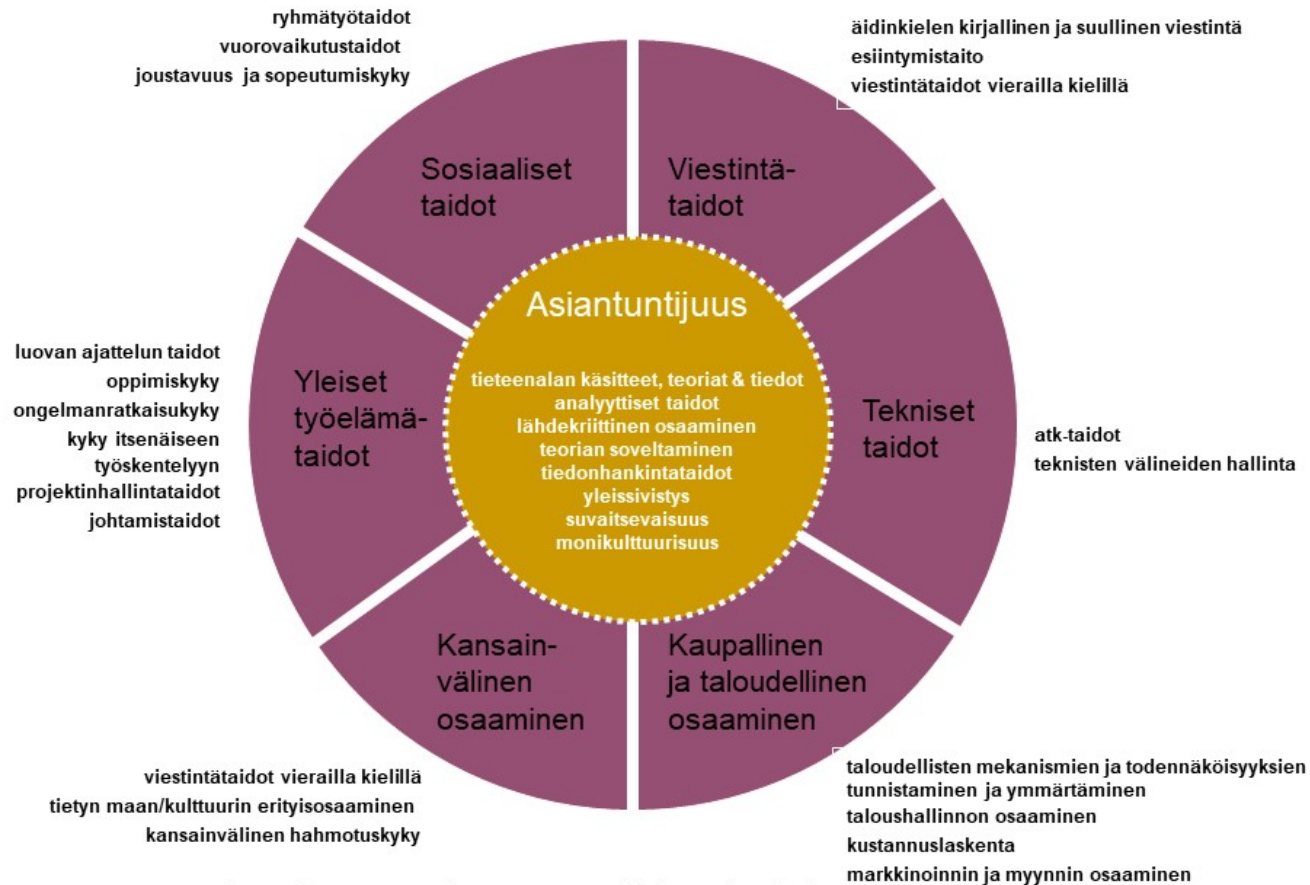 ryhmätyötaidot
vuorovaikutustaidot
joustavuus ja sopeutumiskyky
äidinkielen kirjallinen ja suullinen viestintä
esiintymistaito
viestintätaidot vierailla kielillä
Sosiaaliset
taidot
Viestintä-
taidot
Asiantuntijuus
tieteenalan käsitteet, teoriat & tiedot
analyyttiset taidot
lähdekriittinen osaaminen
teorian soveltaminen
tiedonhankintataidot
yleissivistys
suvaitsevaisuus
monikulttuurisuus
luovan ajattelun taidot
oppimiskyky
ongelmanratkaisukyky
kyky itsenäiseen
työskentelyyn
projektinhallintataidot
johtamistaidot
Yleiset
työelämä-
taidot
Tekniset
taidot
atk-taidot
teknisten välineiden hallinta
Kansain-
välinen
osaaminen
Kaupallinen
ja taloudellinen
osaaminen
viestintätaidot vierailla kielillä
tietyn maan/kulttuurin erityisosaaminen
kansainvälinen hahmotuskyky
taloudellisten mekanismien ja todennäköisyyksien
tunnistaminen ja ymmärtäminen
taloushallinnon osaaminen
kustannuslaskenta
markkinoinnin ja myynnin osaaminen